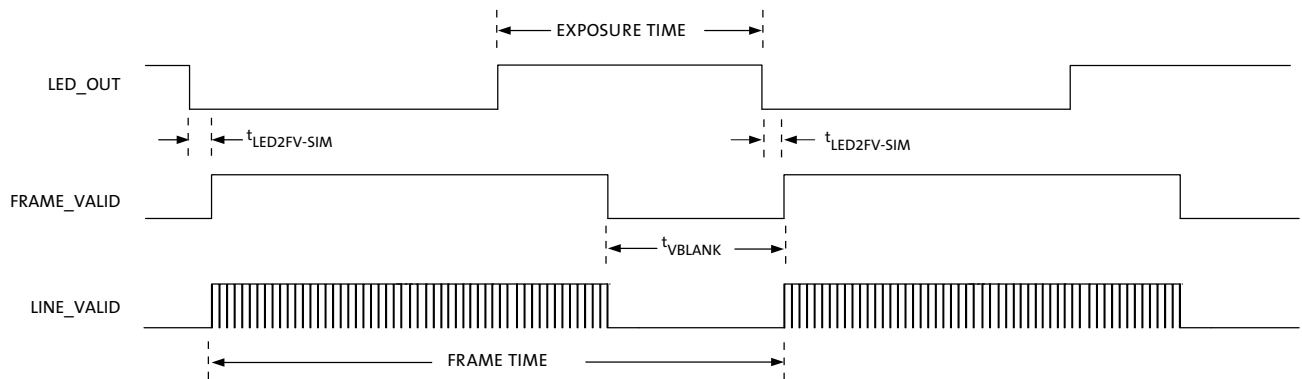 EXPOSURE TIME
LED_OUT
tLED2FV-SIM
tLED2FV-SIM
FRAME_VALID
tVBLANK
LINE_VALID
FRAME TIME